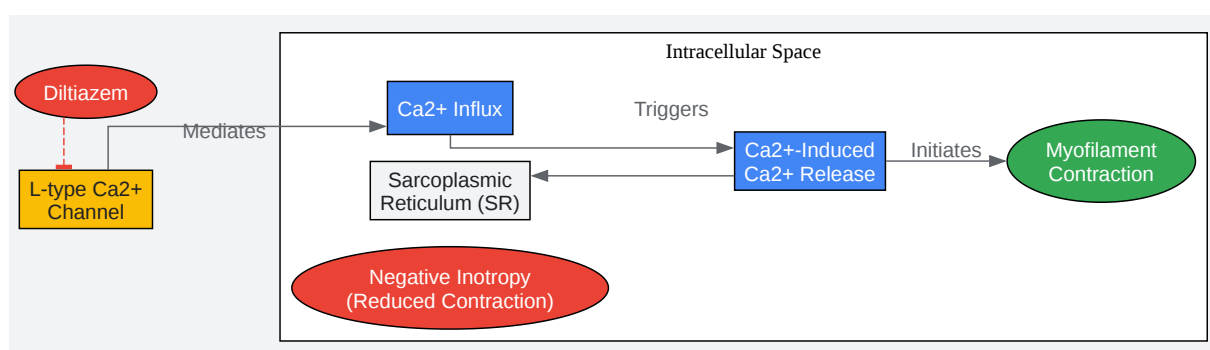 Intracellular Space
Diltiazem
Mediates
Ca2+ Influx
Triggers
L-type Ca2+
Channel
Sarcoplasmic
Reticulum (SR)
Ca2+-Induced
Ca2+ Release
Initiates
Myofilament
Contraction
Negative Inotropy
(Reduced Contraction)